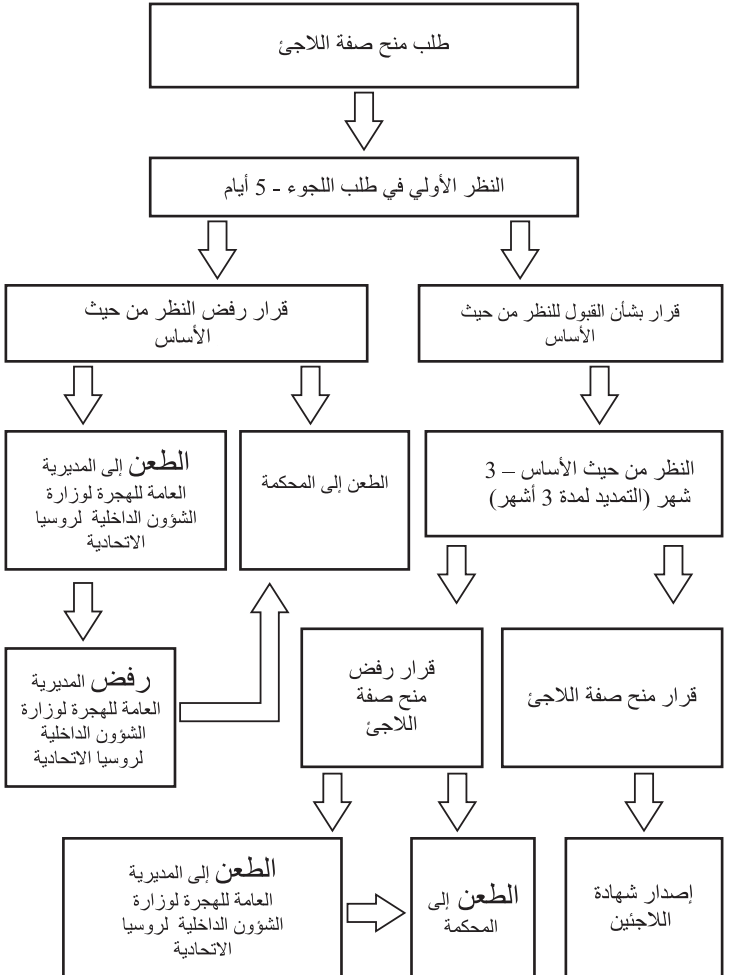 طلب منح صفة اللاجئ
النظر الأولي في طلب اللجوء - 5 أيام
قرار بشأن القبول للنظر من حيث
الأساس
قرار رفض النظر من حيث
الأساس
النظر من حيث الأساس – 3
شهر (التمديد لمدة 3 أشهر)
الطعن إلى المحكمة
الطعن إلى المديرية
العامة للهجرة لوزارة
الشؤون الداخلية لروسيا
الاتحادية
قرار منح صفة اللاجئ
قرار رفض
منح صفة
اللاجئ
رفض المديرية
العامة للهجرة لوزارة
الشؤون الداخلية
لروسيا الاتحادية
إصدار شهادة
اللاجئين
الطعن إلى
المحكمة
الطعن إلى المديرية
العامة للهجرة لوزارة
الشؤون الداخلية لروسيا
الاتحادية